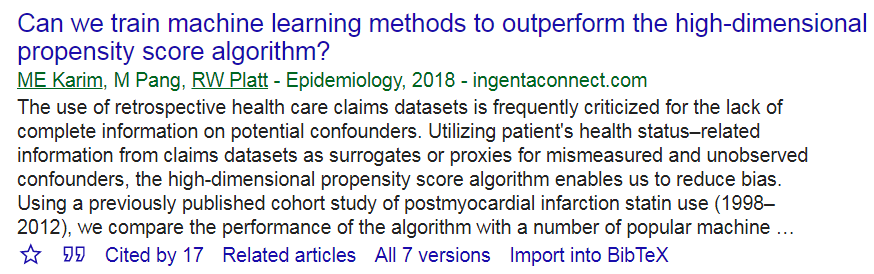 Can we train machine learning methods to outperform the high-dimensional
propensity score algorithm?
ME Karim, M Pang, RW Platt - Epidemiology, 2018 - ingentaconnect.com
The use of retrospective health care claims datasets is frequently criticized for the lack of
complete information on potential confounders. Utilizing patient's health status–related
information from claims datasets as surrogates or proxies for mismeasured and unobserved
confounders, the high-dimensional propensity score algorithm enables us to reduce bias.
Using a previously published cohort study of postmyocardial infarction statin use (1998–
2012), we compare the performance of the algorithm with a number of popular machine …
Cited by 17 Related articles All 7 versions Import into BibTeX